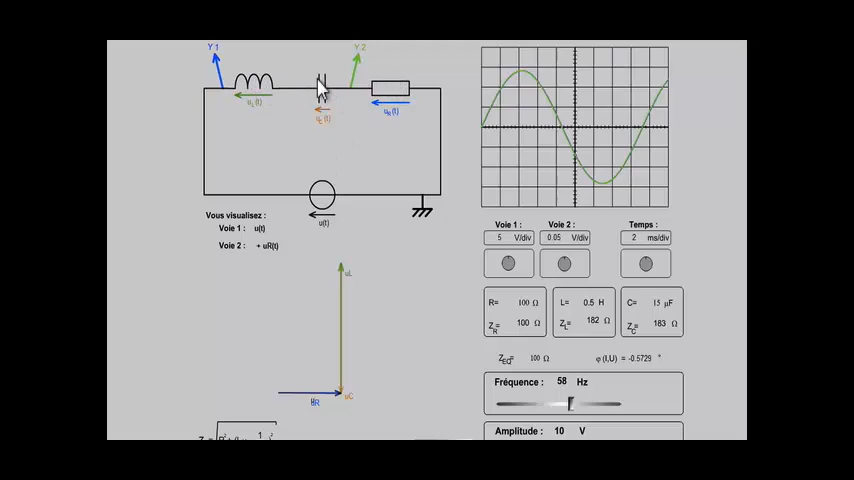 Y 1
Y 2
uL(t)
uC(t)
uR(t)
u(t)
Vous visualisez :
Voie 1 : u(t)
Voie 2 : + uR(t)
Voie 1 : Voie 2 : Temps :
5 V/div 0.05 V/div 2 ms/div
R= 100 Ω L= 0.5 H C= 15 µF
ZR= 100 Ω ZL= 182 Ω ZC= 183 Ω
ZEQ= 100 Ω φ (I,U) = -0.5729 °
Fréquence : 58 Hz
Amplitude : 10 V
uL
uC